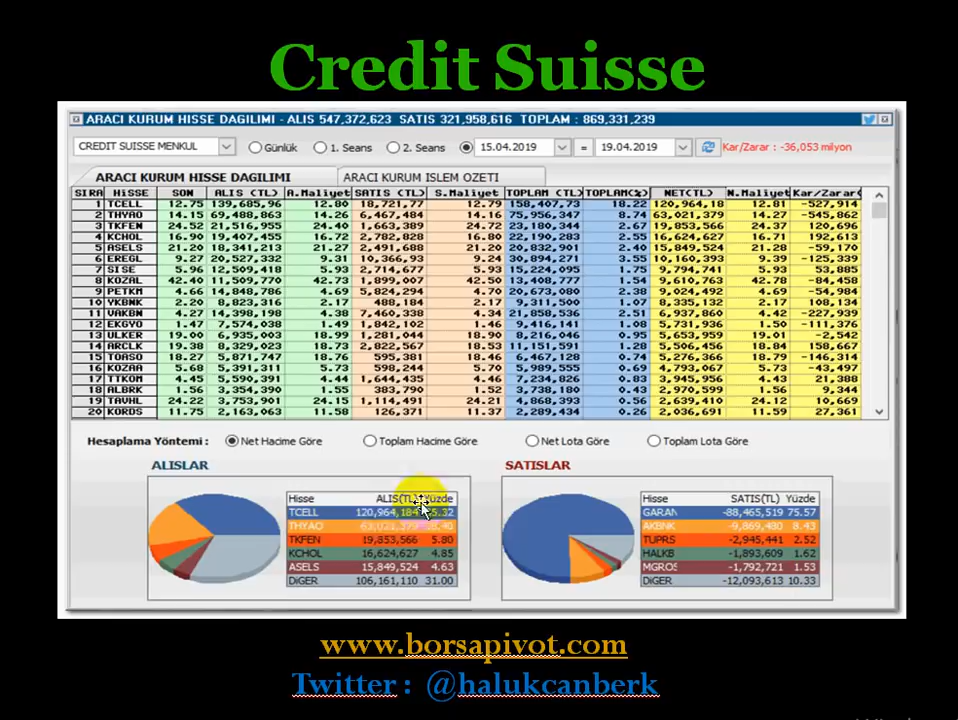 Credit Suisse
ARACI KURUM HISSE DAGILIMI - ALIS 547,372,623 SATIS 321,958,616 TOPLAM : 869,331,239
CREDIT SUISSE MENKUL Günlük 1. Seans 2. Seans 15.04.2019 = 19.04.2019 Kar/Zarar : -36,053 milyon
ARACI KURUM HISSE DAGILIMI ARACI KURUM ISLEM OZETI
SIRA HISSE SON ALIS (TL) A.Maliyet SATIS (TL) S.Maliyet TOPLAM (TL) TOPLAM(%) NET(TL) N.Maliyet Kar/Zarar(
1 TCELL 12.75 139,685,96 12.80 18,721,77 12.79 158,407,73 18.22 120,964,18 12.81 -527,914
2 THYAO 14.15 69,488,863 14.26 6,467,484 14.16 75,956,347 8.74 63,021,379 14.27 -545,862
3 TKFEN 24.52 21,516,955 24.40 1,663,389 24.72 23,180,344 2.67 19,853,566 24.37 120,696
4 KCHOL 16.90 19,407,455 16.72 2,782,828 16.80 22,190,283 2.55 16,624,627 16.71 192,613
5 ASELS 21.20 18,341,213 21.27 2,491,688 21.20 20,832,901 2.40 15,849,524 21.28 -59,170
6 EREGL 9.27 20,527,332 9.31 10,366,93 9.24 30,894,271 3.55 10,160,393 9.39 -125,339
7 SISE 5.96 12,509,418 5.93 2,714,677 5.93 15,224,095 1.75 9,794,741 5.93 53,885
8 KOZAL 42.40 11,509,770 42.73 1,899,007 42.50 13,408,777 1.54 9,610,763 42.78 -84,458
9 PETKM 4.66 14,848,786 4.69 5,824,294 4.70 20,673,080 2.38 9,024,492 4.69 -54,984
10 YKBNK 2.20 8,823,316 2.17 488,184 2.17 9,311,500 1.07 8,335,132 2.17 108,134
11 VAKBN 4.27 14,398,198 4.38 7,460,338 4.34 21,858,536 2.51 6,937,860 4.42 -227,939
12 EKGYO 1.47 7,574,038 1.49 1,842,102 1.48 9,416,141 1.08 5,731,936 1.50 -111,376
13 ULKER 19.00 6,935,003 18.99 1,281,044 18.90 8,216,048 0.95 5,653,959 19.01 -2,542
14 ARCLK 19.38 8,329,023 18.73 2,822,567 18.53 11,151,591 1.28 5,506,456 18.84 158,667
15 TOASO 18.27 5,871,747 18.76 595,381 18.46 6,467,128 0.74 5,276,366 18.79 -146,314
16 KOZAA 5.68 5,391,311 5.73 598,244 5.70 5,989,555 0.69 4,793,067 5.73 -43,497
17 TTKOM 4.45 5,590,391 4.44 1,644,435 4.46 7,234,826 0.83 3,945,956 4.43 21,388
18 ALBRK 1.56 3,354,390 1.55 383,790 1.52 3,738,180 0.43 2,970,599 1.56 9,344
19 TAVHL 24.22 3,753,901 24.15 1,114,491 24.21 4,868,393 0.56 2,639,410 24.12 10,669
20 KORDS 11.75 2,163,063 11.58 126,371 11.37 2,289,434 0.26 2,036,691 11.59 27,361
Hesaplama Yöntemi : Net Hacime Göre Toplam Hacime Göre Net Lota Göre Toplam Lota Göre
ALISLAR SATISLAR
Hisse ALIS(TL) Yüzde
TCELL 120,964,184 35.32
THYAO 63,021,379 18.40
TKFEN 19,853,566 5.80
KCHOL 16,624,627 4.85
ASELS 15,849,524 4.63
DiGER 106,161,110 31.00
Hisse SATIS(TL) Yüzde
GARAN -88,465,519 75.57
AKBNK -9,869,480 8.43
TUPRS -2,945,441 2.52
HALKB -1,893,609 1.62
MGROS -1,792,721 1.53
DiGER -12,093,613 10.33
www.borsapivot.com
Twitter : @halukcanberk